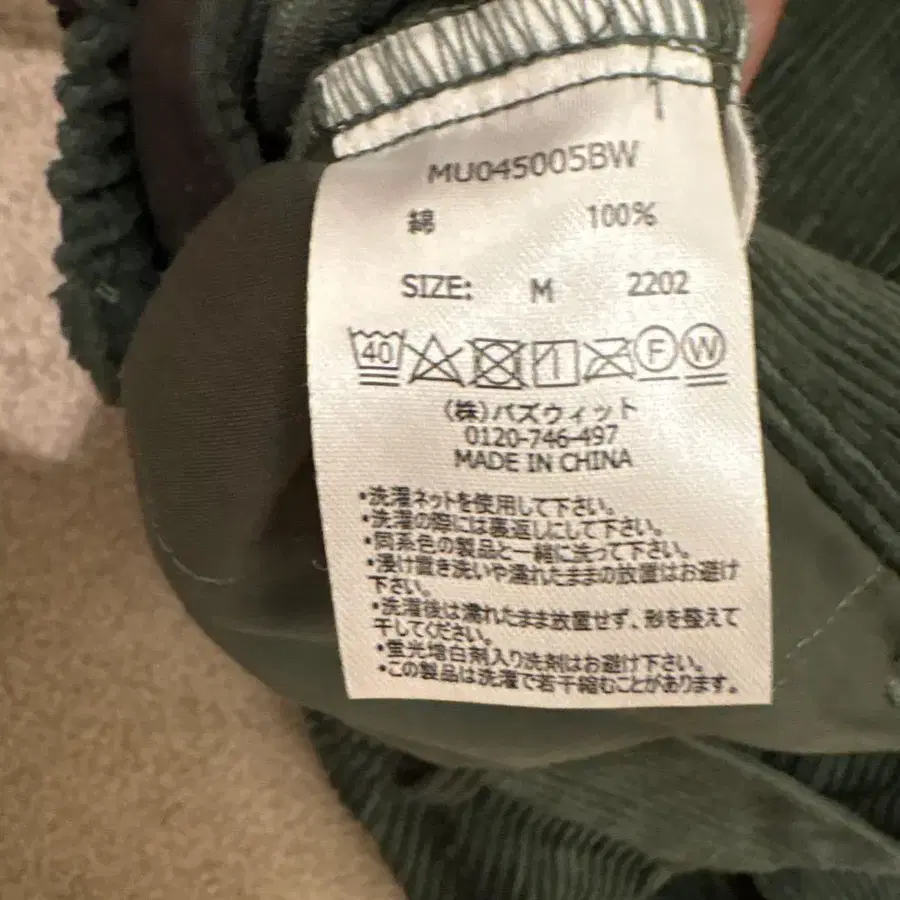 MU045005BW
綿 100%
SIZE: M 2202
40 F W
(株)バズウィット
0120-746-497
MADE IN CHINA
・洗濯ネットを使用して下さい。
・洗濯の際には裏返しにして下さい。
・同系色の製品と一緒に洗って下さい。
・浸け置き洗いや濡れたままの放置はお避け
下さい。
・洗濯後は濡れたまま放置せず、形を整えて
干してください。
・蛍光増白剤入り洗剤はお避け下さい。
・この製品は洗濯で若干縮むことがあります。